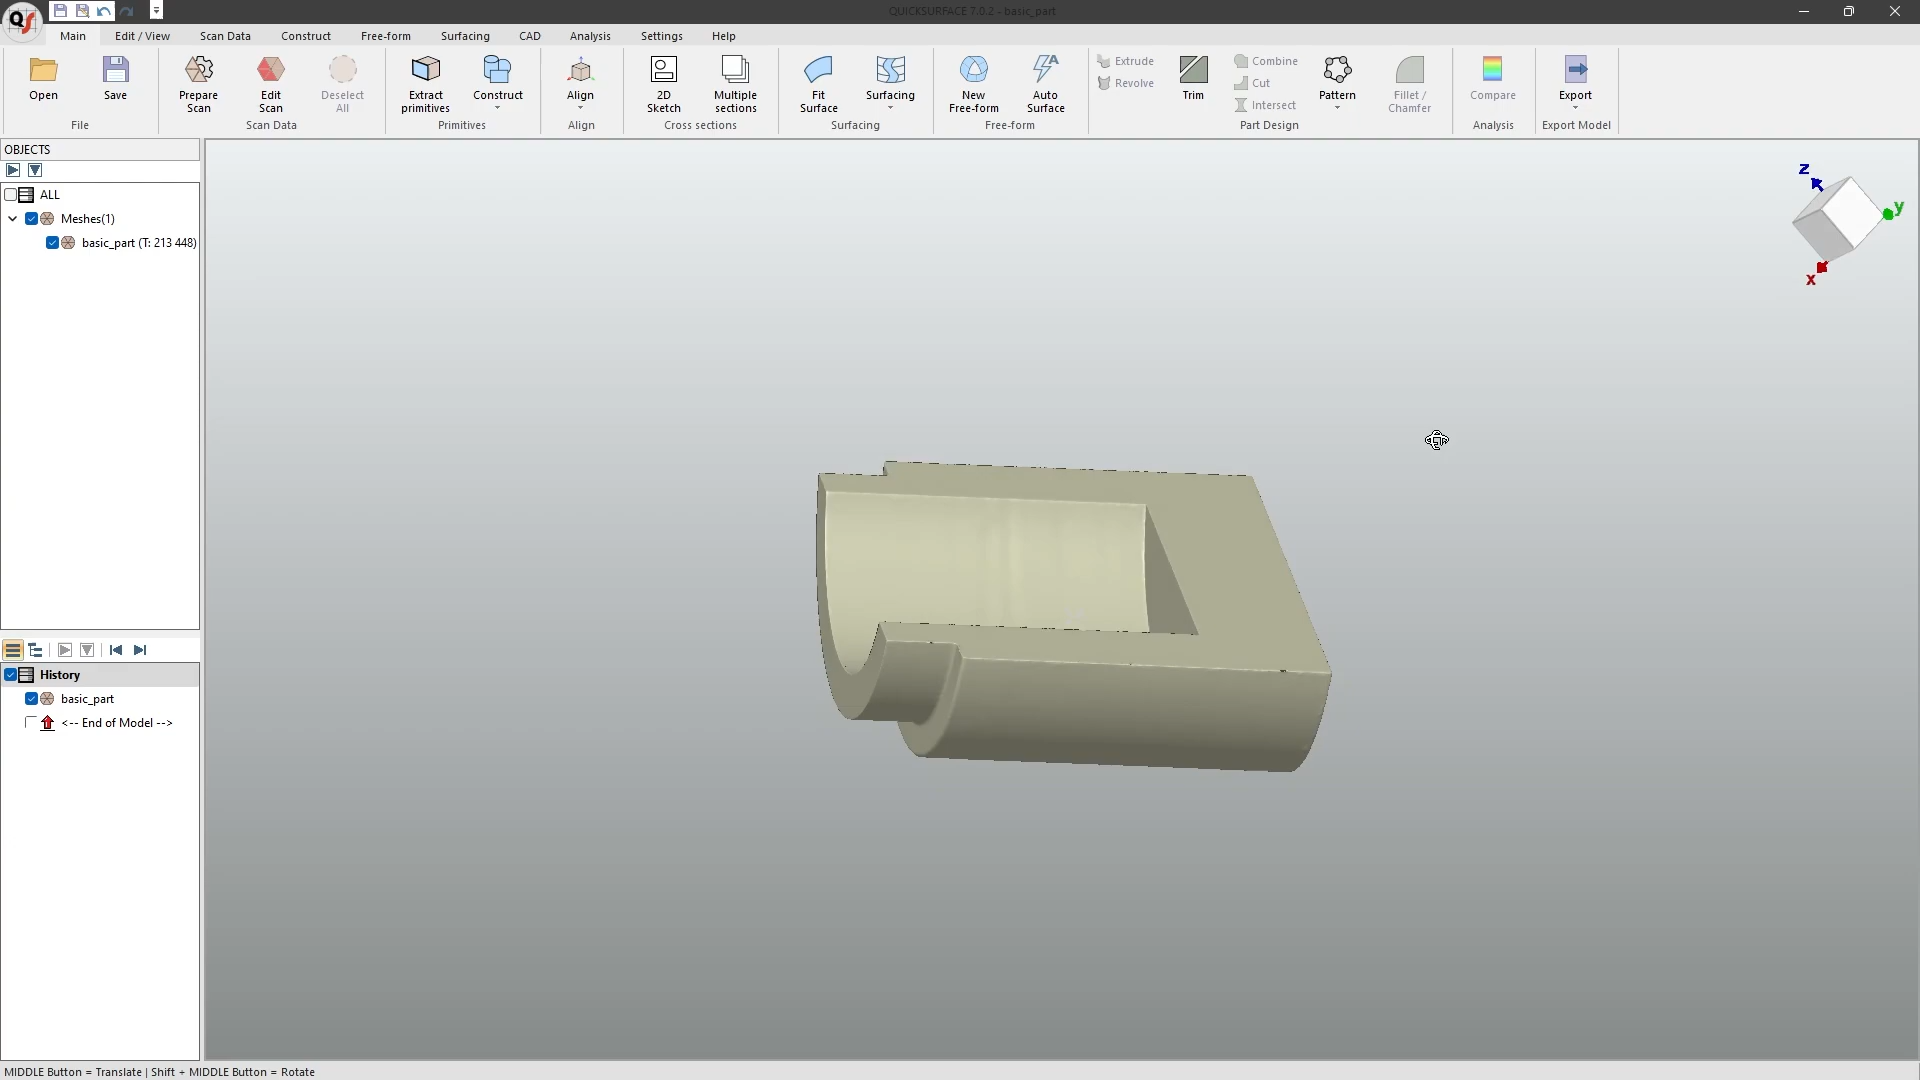 QS
QUICKSURFACE 7.0.2 - basic_part
Main Edit / View Scan Data Construct Free-form Surfacing CAD Analysis Settings Help
Open Save Prepare Scan Edit Scan Deselect All Extract primitives Construct Align 2D Sketch Multiple sections Fit Surface Surfacing New Free-form Auto Surface Extrude Revolve Trim Combine Cut Intersect Pattern Fillet / Chamfer Compare Export
File Scan Data Primitives Align Cross sections Surfacing Free-form Part Design Analysis Export Model
OBJECTS
ALL
Meshes(1)
basic_part (T: 213 448)
z
y
x
History
basic_part
<-- End of Model -->
MIDDLE Button = Translate | Shift + MIDDLE Button = Rotate